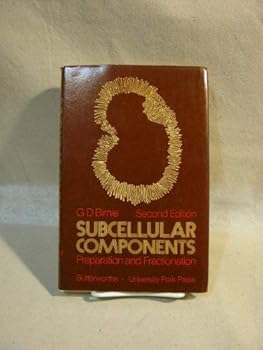 G D Birnie Second Edition
SUBCELLULAR
COMPONENTS
Preparation and Fractionation
Butterworths - University Park Press